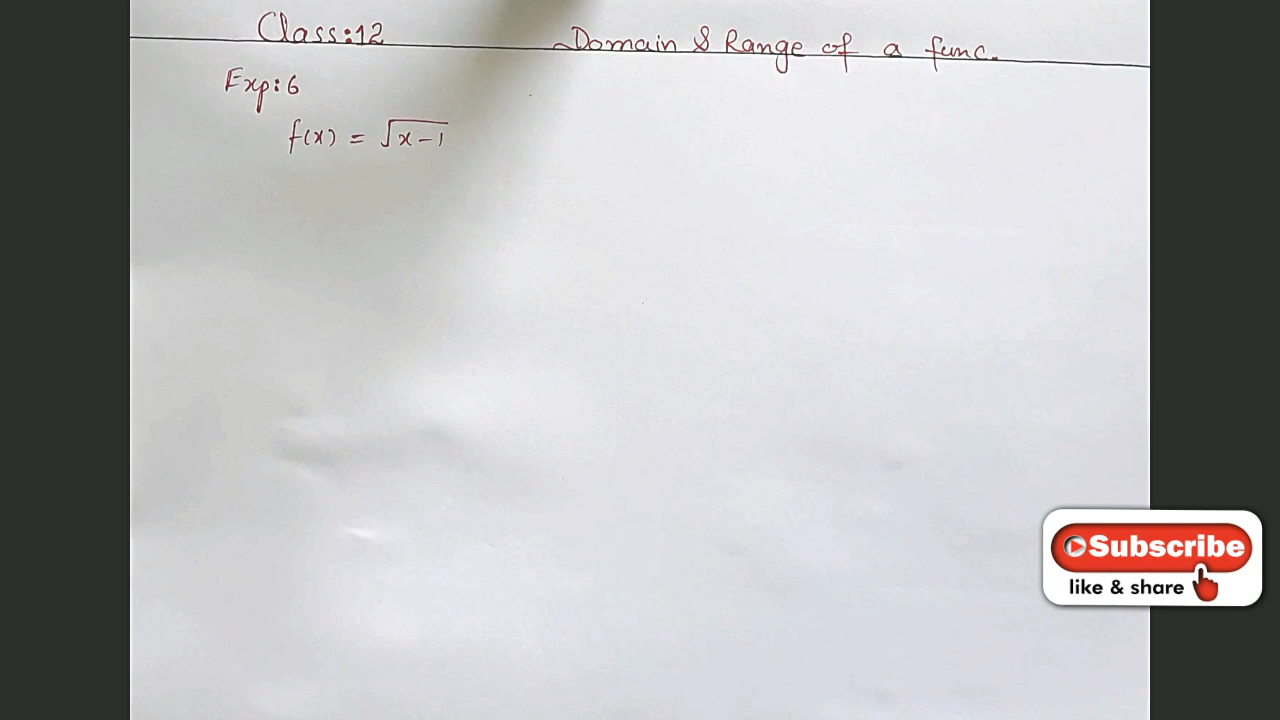 Class:12 Domain & Range of a func.
Exp:6
f(x) = √x-1
Subscribe
like & share